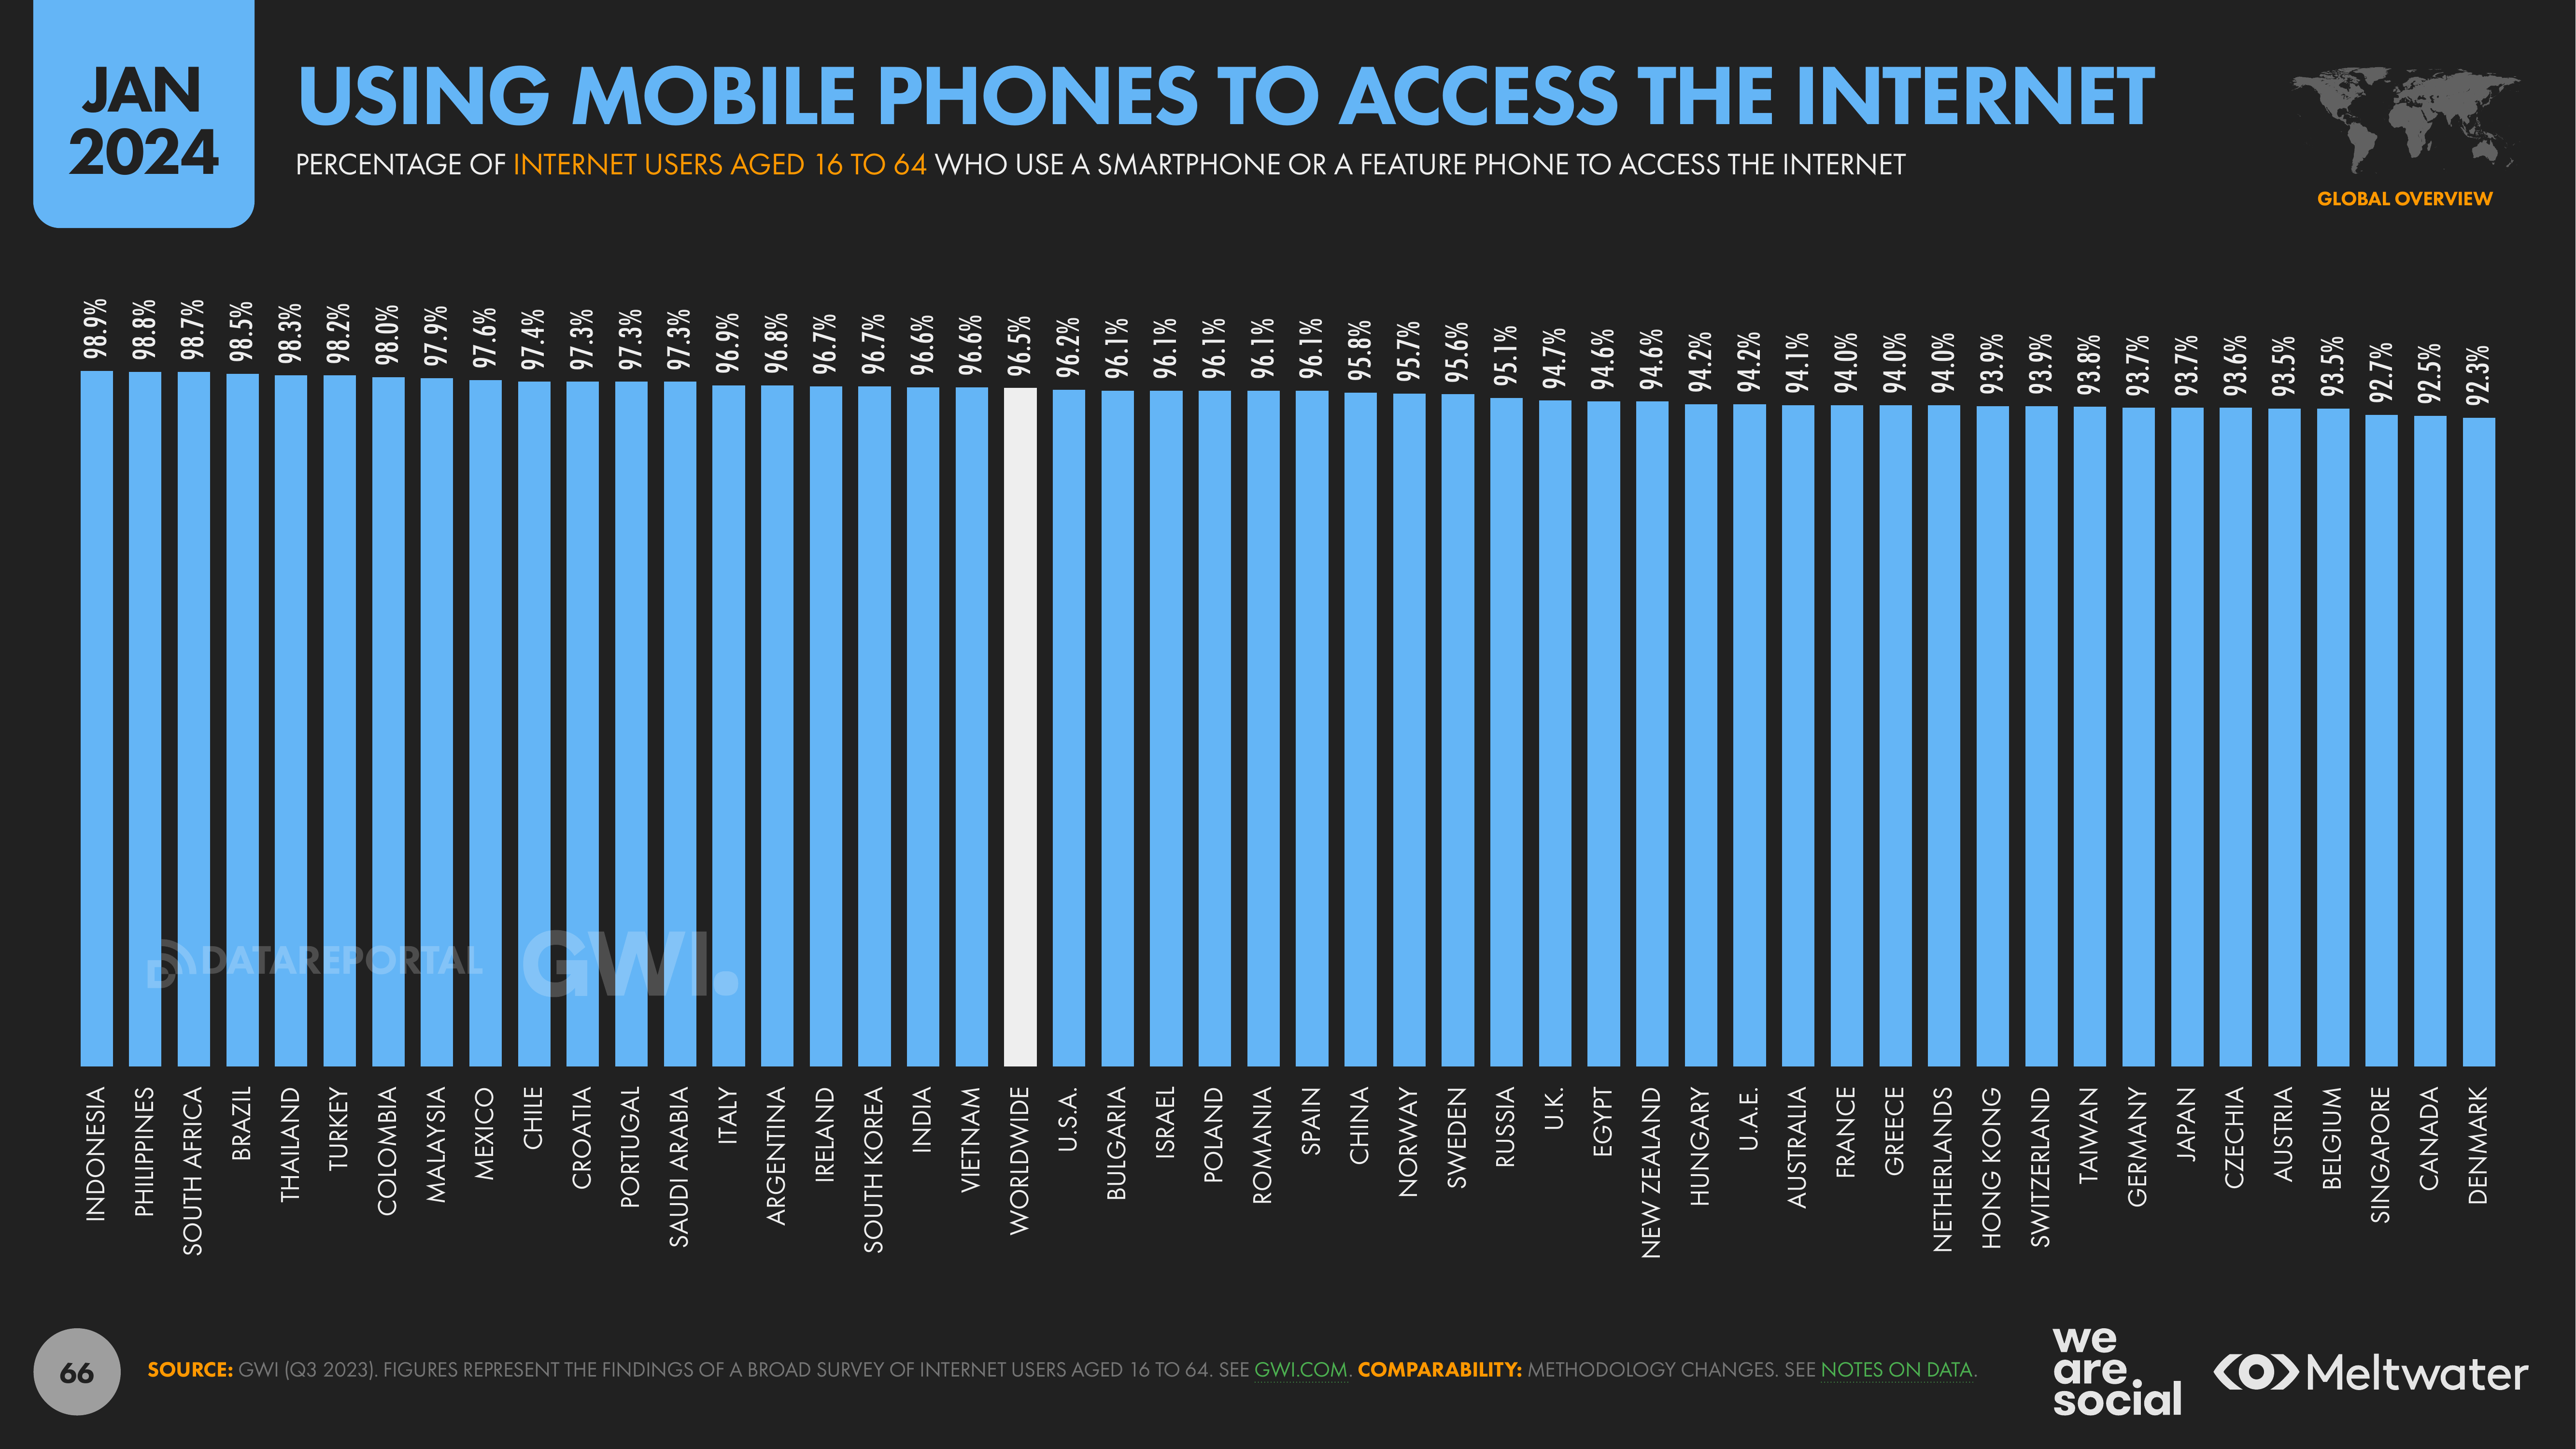 JAN
2024
USING MOBILE PHONES TO ACCESS THE INTERNET
PERCENTAGE OF INTERNET USERS AGED 16 TO 64 WHO USE A SMARTPHONE OR A FEATURE PHONE TO ACCESS THE INTERNET
GLOBAL OVERVIEW
98.9%
98.8%
98.7%
98.5%
98.3%
98.2%
98.0%
97.9%
97.6%
97.4%
97.3%
97.3%
97.3%
96.9%
96.8%
96.7%
96.7%
96.6%
96.6%
96.5%
96.2%
96.1%
96.1%
96.1%
96.1%
96.1%
95.8%
95.7%
95.6%
95.1%
94.7%
94.6%
94.6%
94.2%
94.2%
94.1%
94.0%
94.0%
94.0%
93.9%
93.9%
93.8%
93.7%
93.7%
93.6%
93.5%
93.5%
92.7%
92.5%
92.3%
DATAREPORTAL
GWI.
INDONESIA
PHILIPPINES
SOUTH AFRICA
BRAZIL
THAILAND
TURKEY
COLOMBIA
MALAYSIA
MEXICO
CHILE
CROATIA
PORTUGAL
SAUDI ARABIA
ITALY
ARGENTINA
IRELAND
SOUTH KOREA
INDIA
VIETNAM
WORLDWIDE
U.S.A.
BULGARIA
ISRAEL
POLAND
ROMANIA
SPAIN
CHINA
NORWAY
SWEDEN
RUSSIA
U.K.
EGYPT
NEW ZEALAND
HUNGARY
U.A.E.
AUSTRALIA
FRANCE
GREECE
NETHERLANDS
HONG KONG
SWITZERLAND
TAIWAN
GERMANY
JAPAN
CZECHIA
AUSTRIA
BELGIUM
SINGAPORE
CANADA
DENMARK
66
SOURCE: GWI (Q3 2023). FIGURES REPRESENT THE FINDINGS OF A BROAD SURVEY OF INTERNET USERS AGED 16 TO 64. SEE GWI.COM. COMPARABILITY: METHODOLOGY CHANGES. SEE NOTES ON DATA.
we
are
social
Meltwater